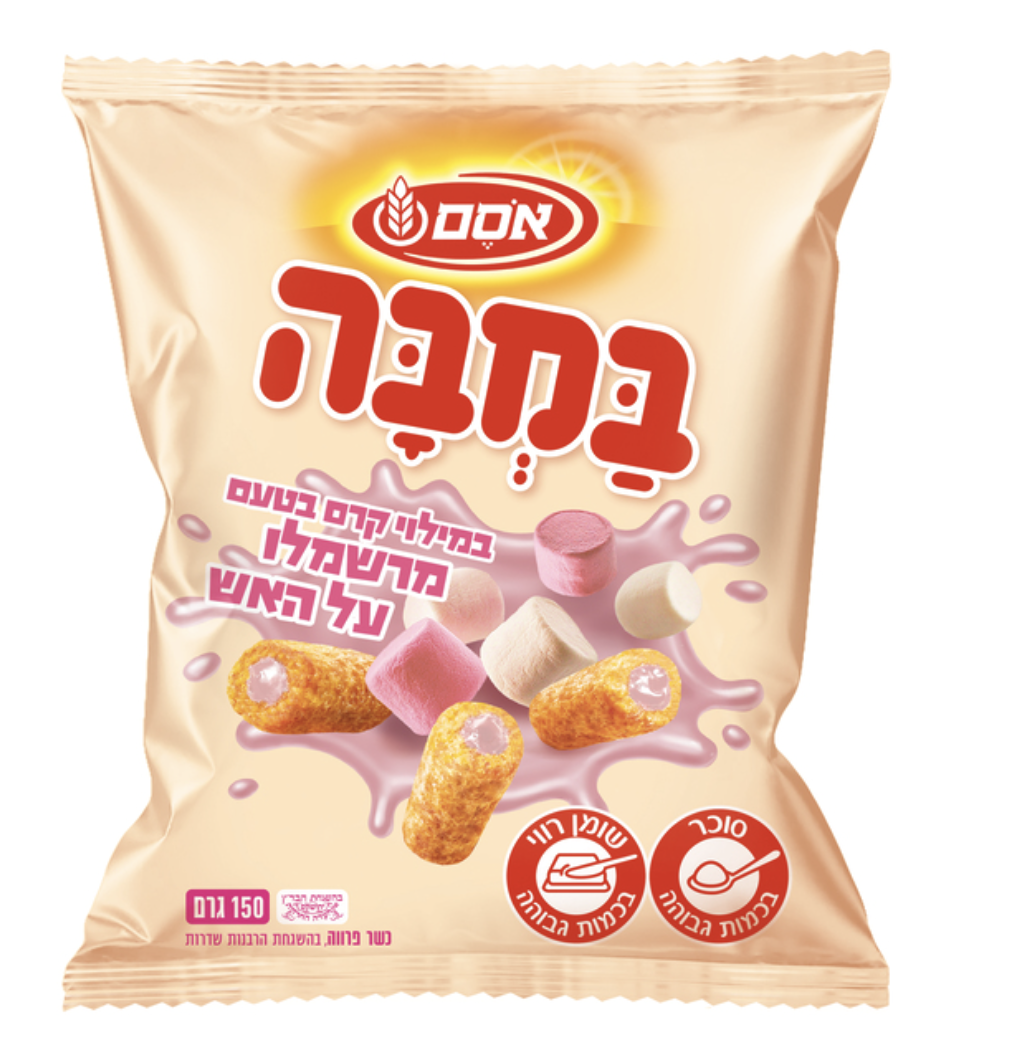 אֹסֶם
בַּמְבָּה
במילוי קרם בטעם
מרשמלו
על האש
שומן רווי
בכמות גבוהה
סוכר
בכמות גבוהה
150 גרם
כשר פרווה, בהשגחת הרבנות שדרות